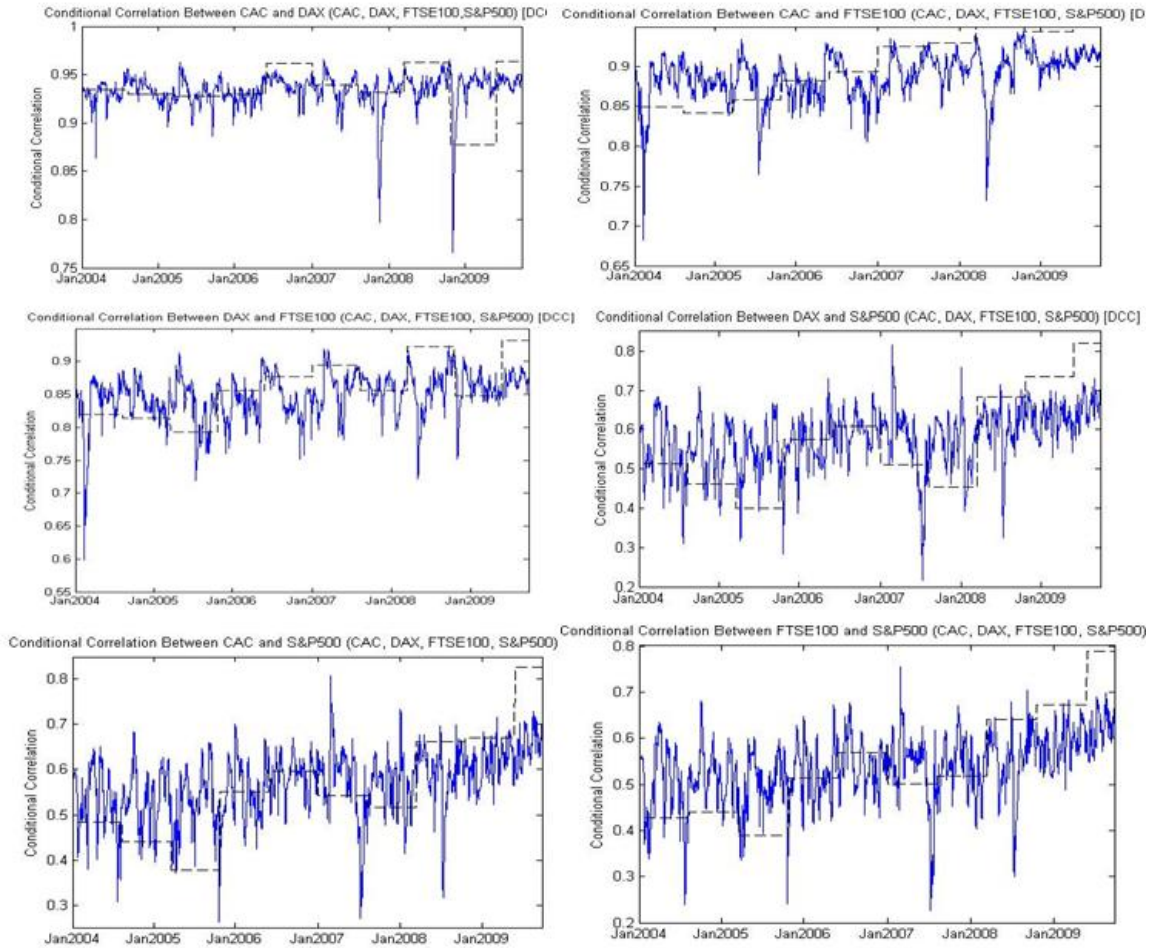 Conditional Correlation Between CAC and DAX (CAC, DAX, FTSE100,S&P500) [DCC
Conditional Correlation
1
0.95
0.9
0.85
0.8
0.75
Jan2004 Jan2005 Jan2006 Jan2007 Jan2008 Jan2009
Conditional Correlation Between CAC and FTSE100 (CAC, DAX, FTSE100, S&P500) [D
Conditional Correlation
0.9
0.85
0.8
0.75
0.7
0.65
Jan2004 Jan2005 Jan2006 Jan2007 Jan2008 Jan2009
Conditional Correlation Between DAX and FTSE100 (CAC, DAX, FTSE100, S&P500) [DCC]
Conditional Correlation
0.9
0.85
0.8
0.75
0.7
0.65
0.6
0.55
Jan2004 Jan2005 Jan2006 Jan2007 Jan2008 Jan2009
Conditional Correlation Between DAX and S&P500 (CAC, DAX, FTSE100, S&P500) [DCC]
Conditional Correlation
0.8
0.7
0.6
0.5
0.4
0.3
0.2
Jan2004 Jan2005 Jan2006 Jan2007 Jan2008 Jan2009
Conditional Correlation Between CAC and S&P500 (CAC, DAX, FTSE100, S&P500)
Conditional Correlation
0.8
0.7
0.6
0.5
0.4
0.3
Jan2004 Jan2005 Jan2006 Jan2007 Jan2008 Jan2009
Conditional Correlation Between FTSE100 and S&P500 (CAC, DAX, FTSE100, S&P500)
Conditional Correlation
0.8
0.7
0.6
0.5
0.4
0.3
0.2
Jan2004 Jan2005 Jan2006 Jan2007 Jan2008 Jan2009